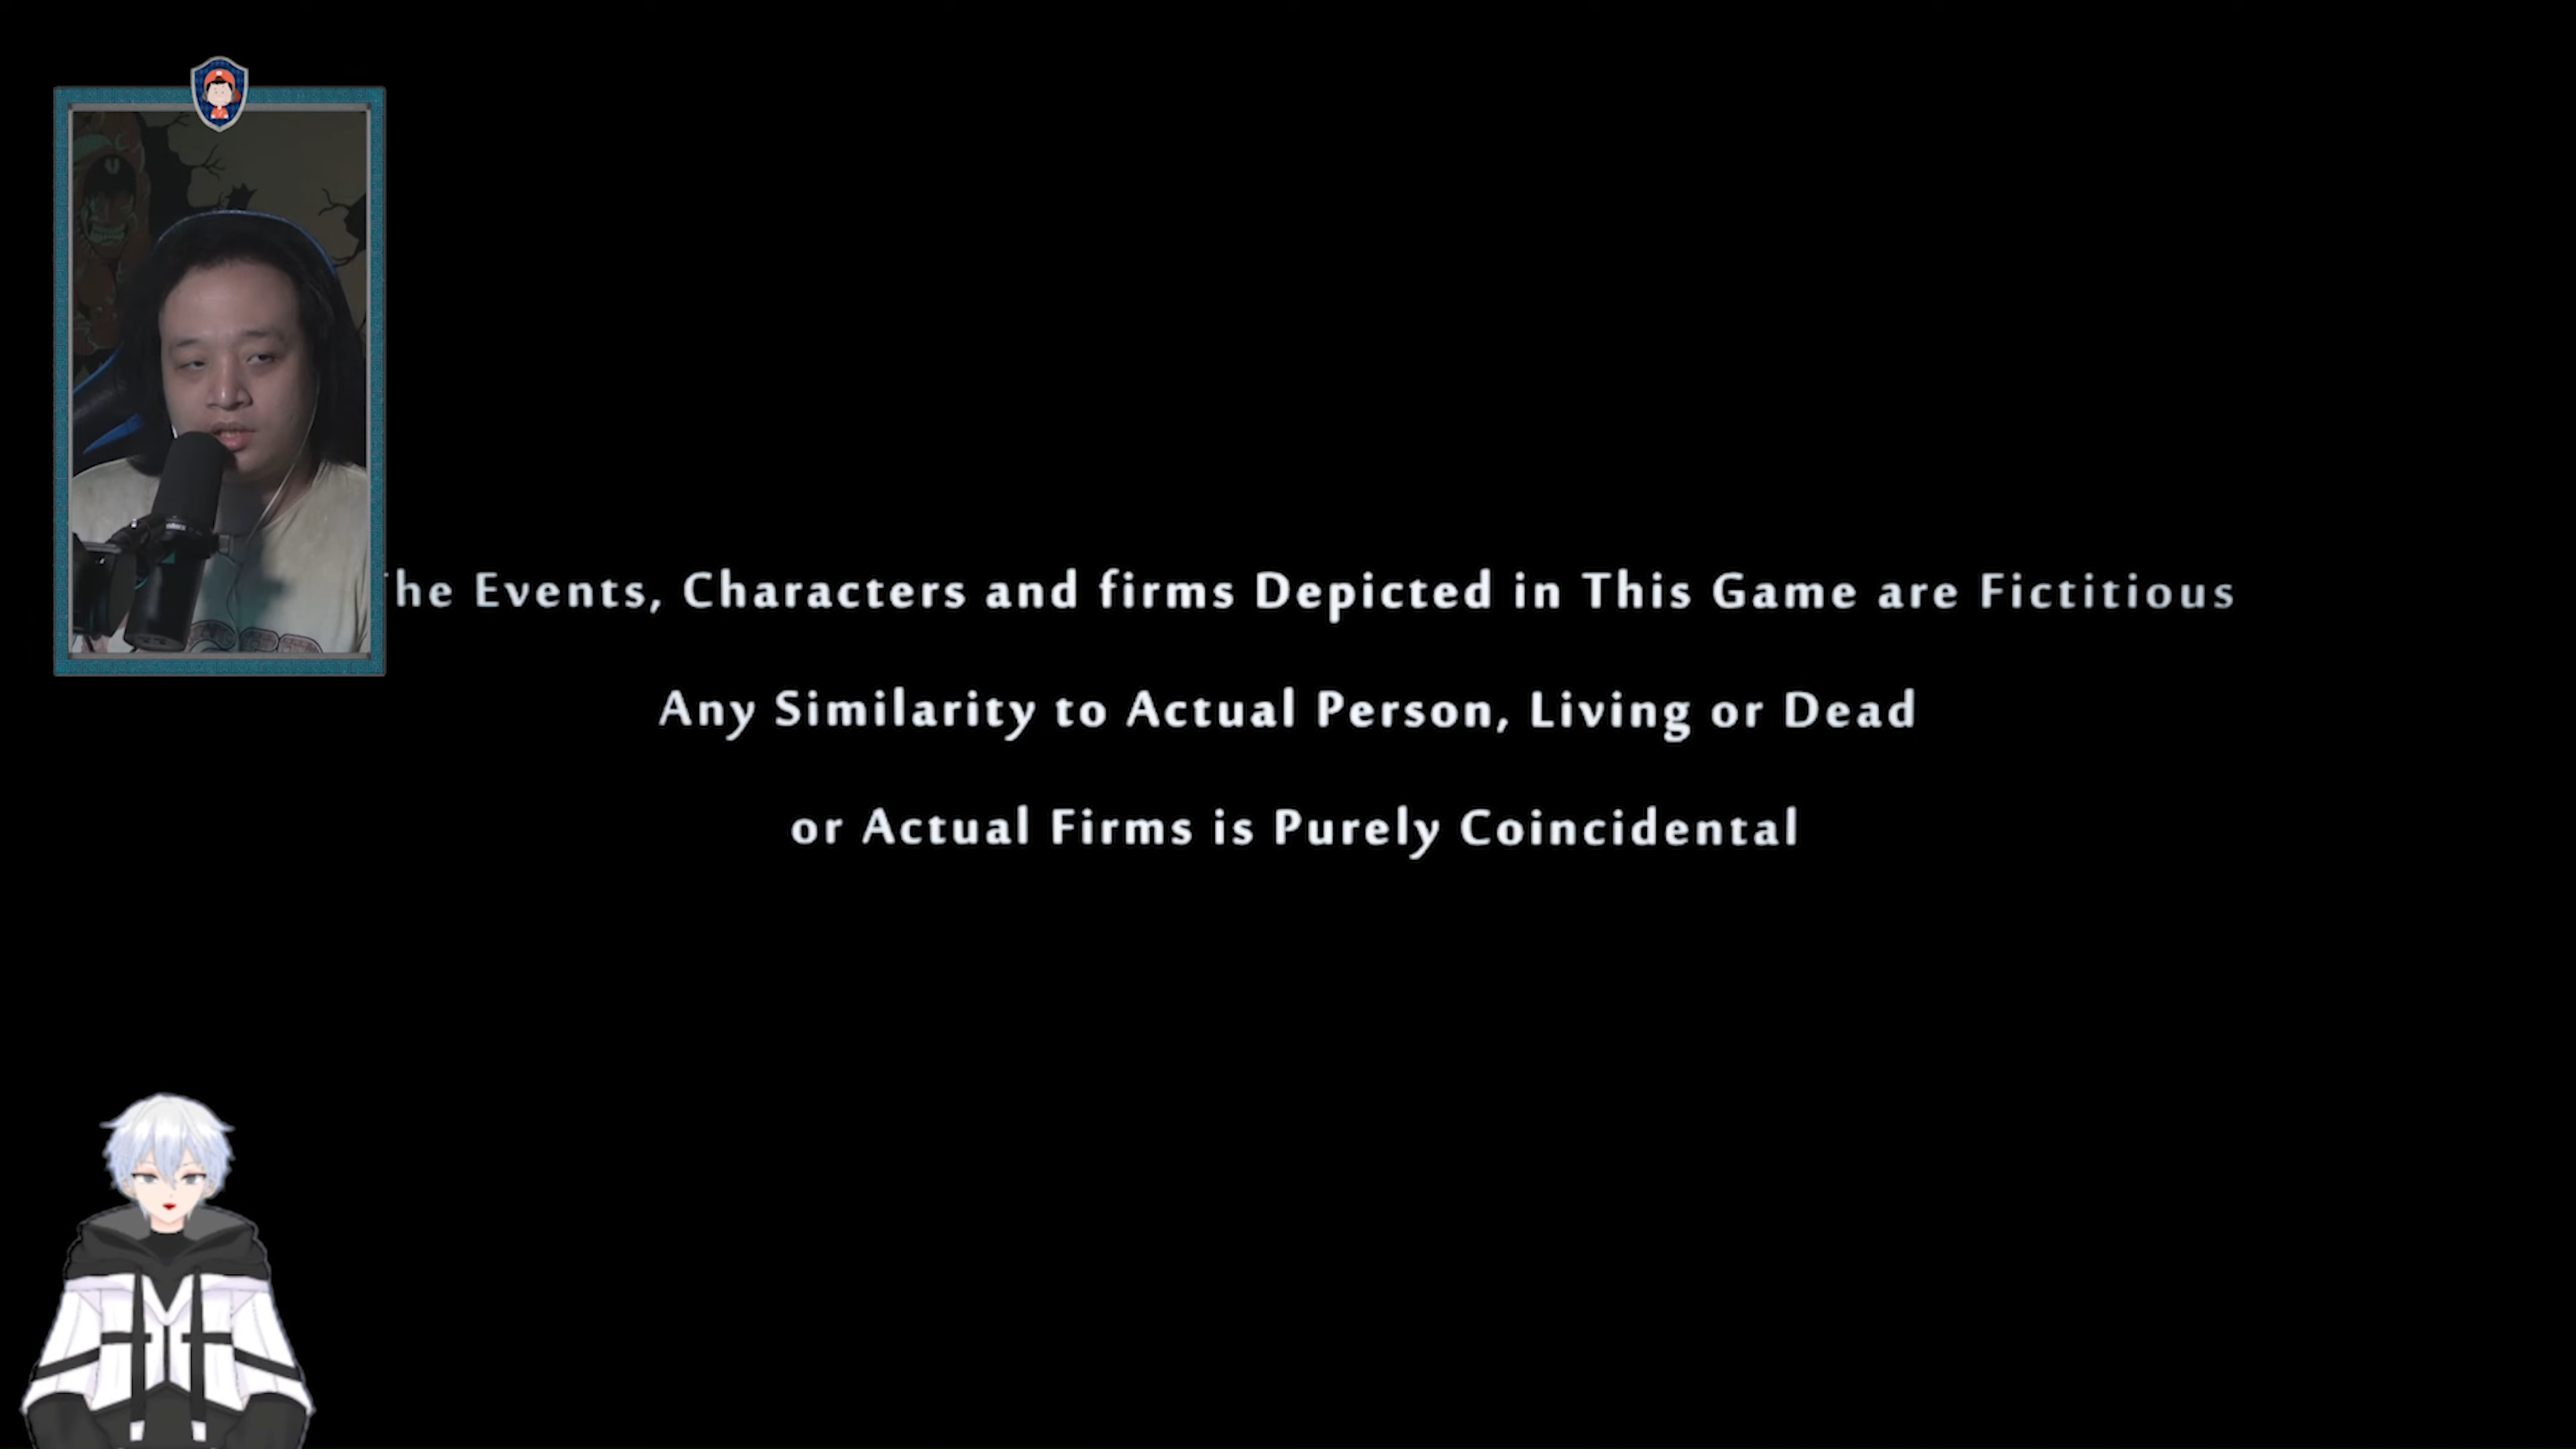 he Events, Characters and firms Depicted in This Game are Fictitious
Any Similarity to Actual Person, Living or Dead
or Actual Firms is Purely Coincidental